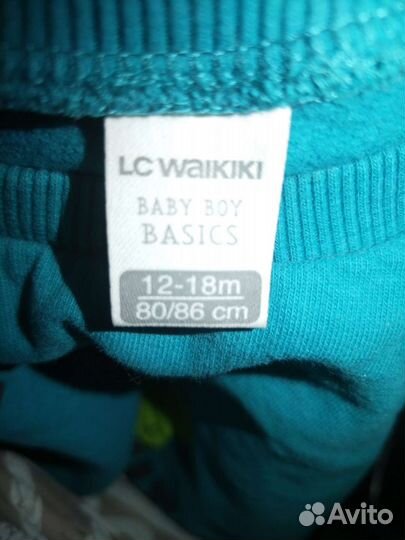 LC WAIKIKI
BABY BOY
BASICS
12-18m
80/86 cm
Avito